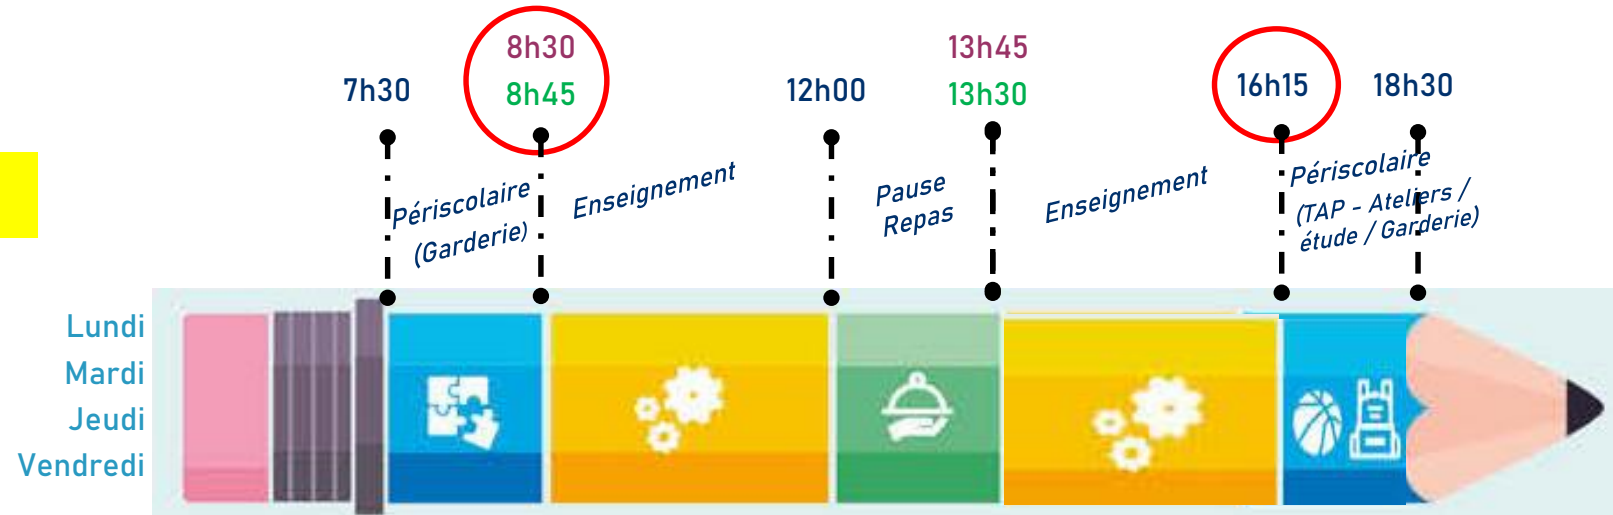 8h30
13h45
7h30
8h45
12h00
13h30
16h15
18h30
Périscolaire
(Garderie)
Enseignement
Pause
Repas
Enseignement
Périscolaire
(TAP - Ateliers /
étude / Garderie)
Lundi
Mardi
Jeudi
Vendredi